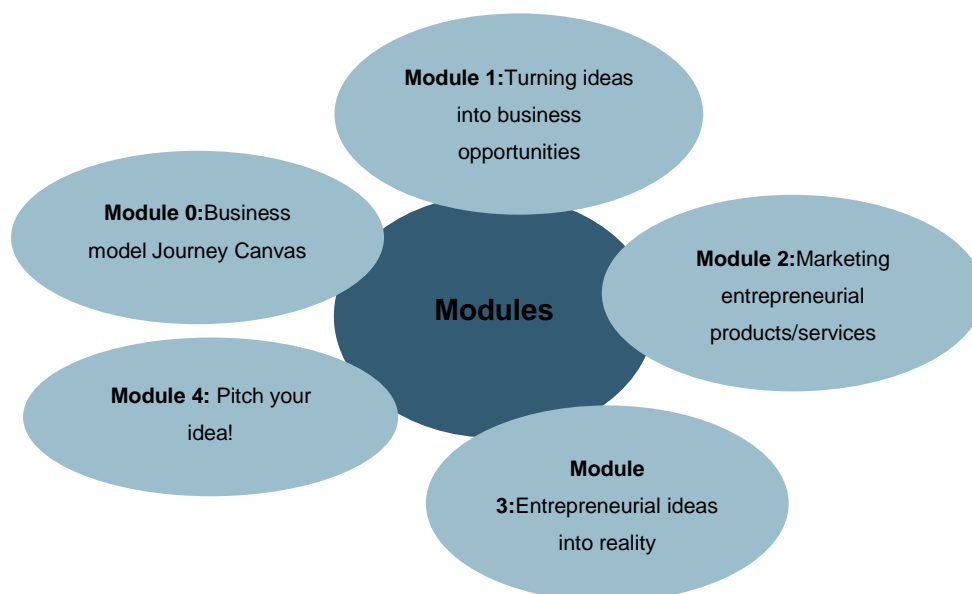 Module 1:Turning ideas
into business
opportunities
Module 0:Business
model Journey Canvas
Module 2:Marketing
entrepreneurial
products/services
Modules
Module 4: Pitch your
idea!
Module
3:Entrepreneurial ideas
into reality